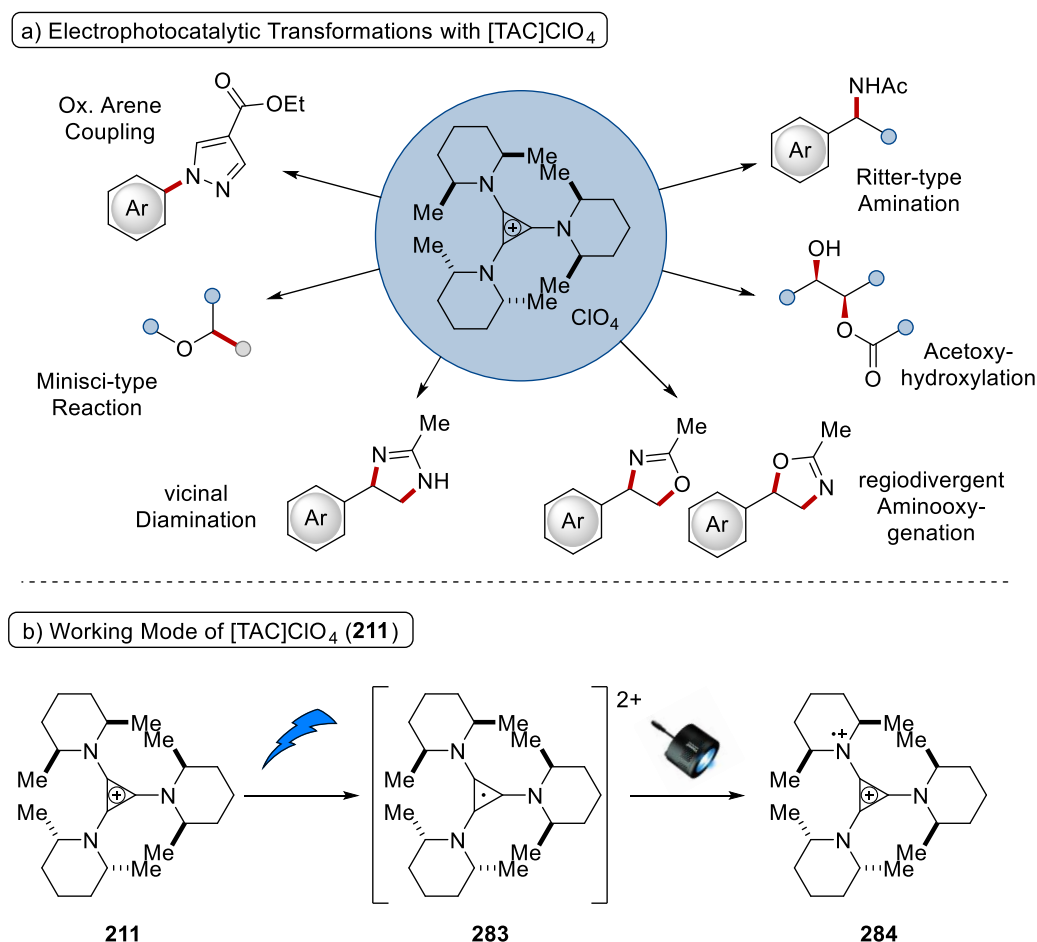 a) Electrophotocatalytic Transformations with [TAC]ClO4
Ox. Arene
Coupling
O
OEt
N
N
Ar
NHAc
Ar
Ritter-type
Amination
Me
N
Me
Me
N
Me
Me
N
Me
+
ClO4
O
Minisci-type
Reaction
OH
O
O
Acetoxy-
hydroxylation
Me
N
NH
Ar
vicinal
Diamination
Me
N
O
Ar
Me
O
N
Ar
regiodivergent
Aminooxy-
genation
b) Working Mode of [TAC]ClO4 (211)
Me
N
Me
Me
N
Me
Me
N
Me
+
211
Me
N
Me
Me
N
Me
Me
N
Me
2+
283
Me
•+
N
Me
Me
N
Me
Me
N
Me
+
284